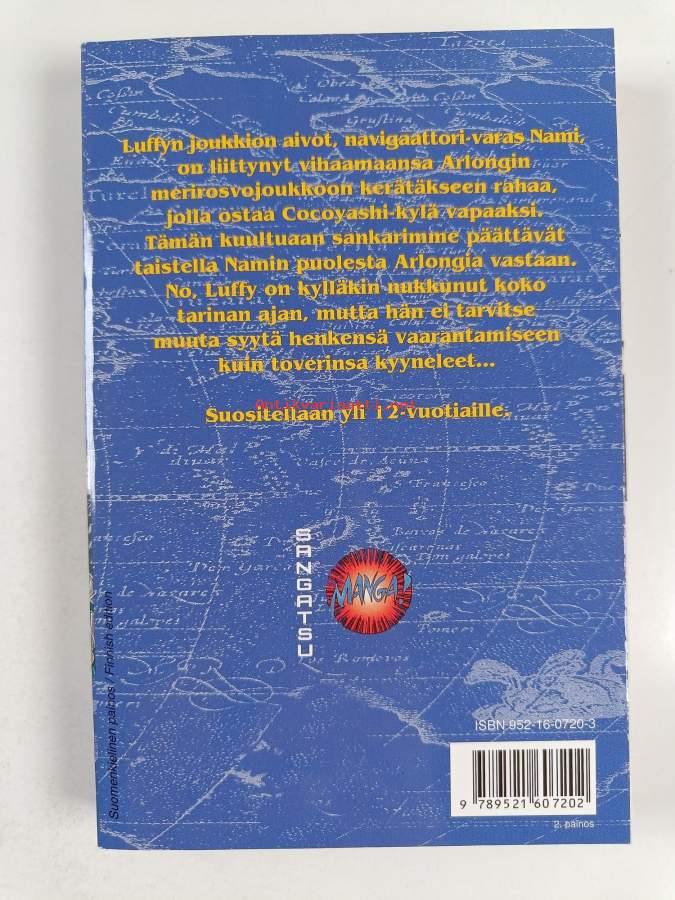 Luffyn joukkion aivot, navigaattori-varas Nami,
on liittynyt vihaamaansa Arlongin
merirosvojoukkoon kerätäkseen rahaa,
jolla ostaa Cocoyashi-kylä vapaaksi.
Tämän kuultuaan sankarimme päättävät
taistella Namin puolesta Arlongia vastaan.
No, Luffy on kylläkin nukkunut koko
tarinan ajan, mutta hän ei tarvitse
muuta syytä henkensä vaarantamiseen
kuin toverinsa kyyneleet...
Antikvariaatti.net
Suositellaan yli 12-vuotiaille.
SANGATSU
MANGA!
Suomenkielinen painos / Finnish edition
ISBN 952-16-0720-3
9 789521 607202
2. painos